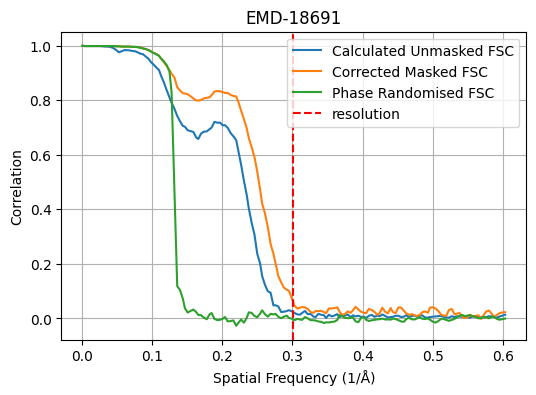 EMD-18691
Calculated Unmasked FSC
Corrected Masked FSC
Phase Randomised FSC
resolution
Correlation
1.0
0.8
0.6
0.4
0.2
0.0
0.0 0.1 0.2 0.3 0.4 0.5 0.6
Spatial Frequency (1/Å)